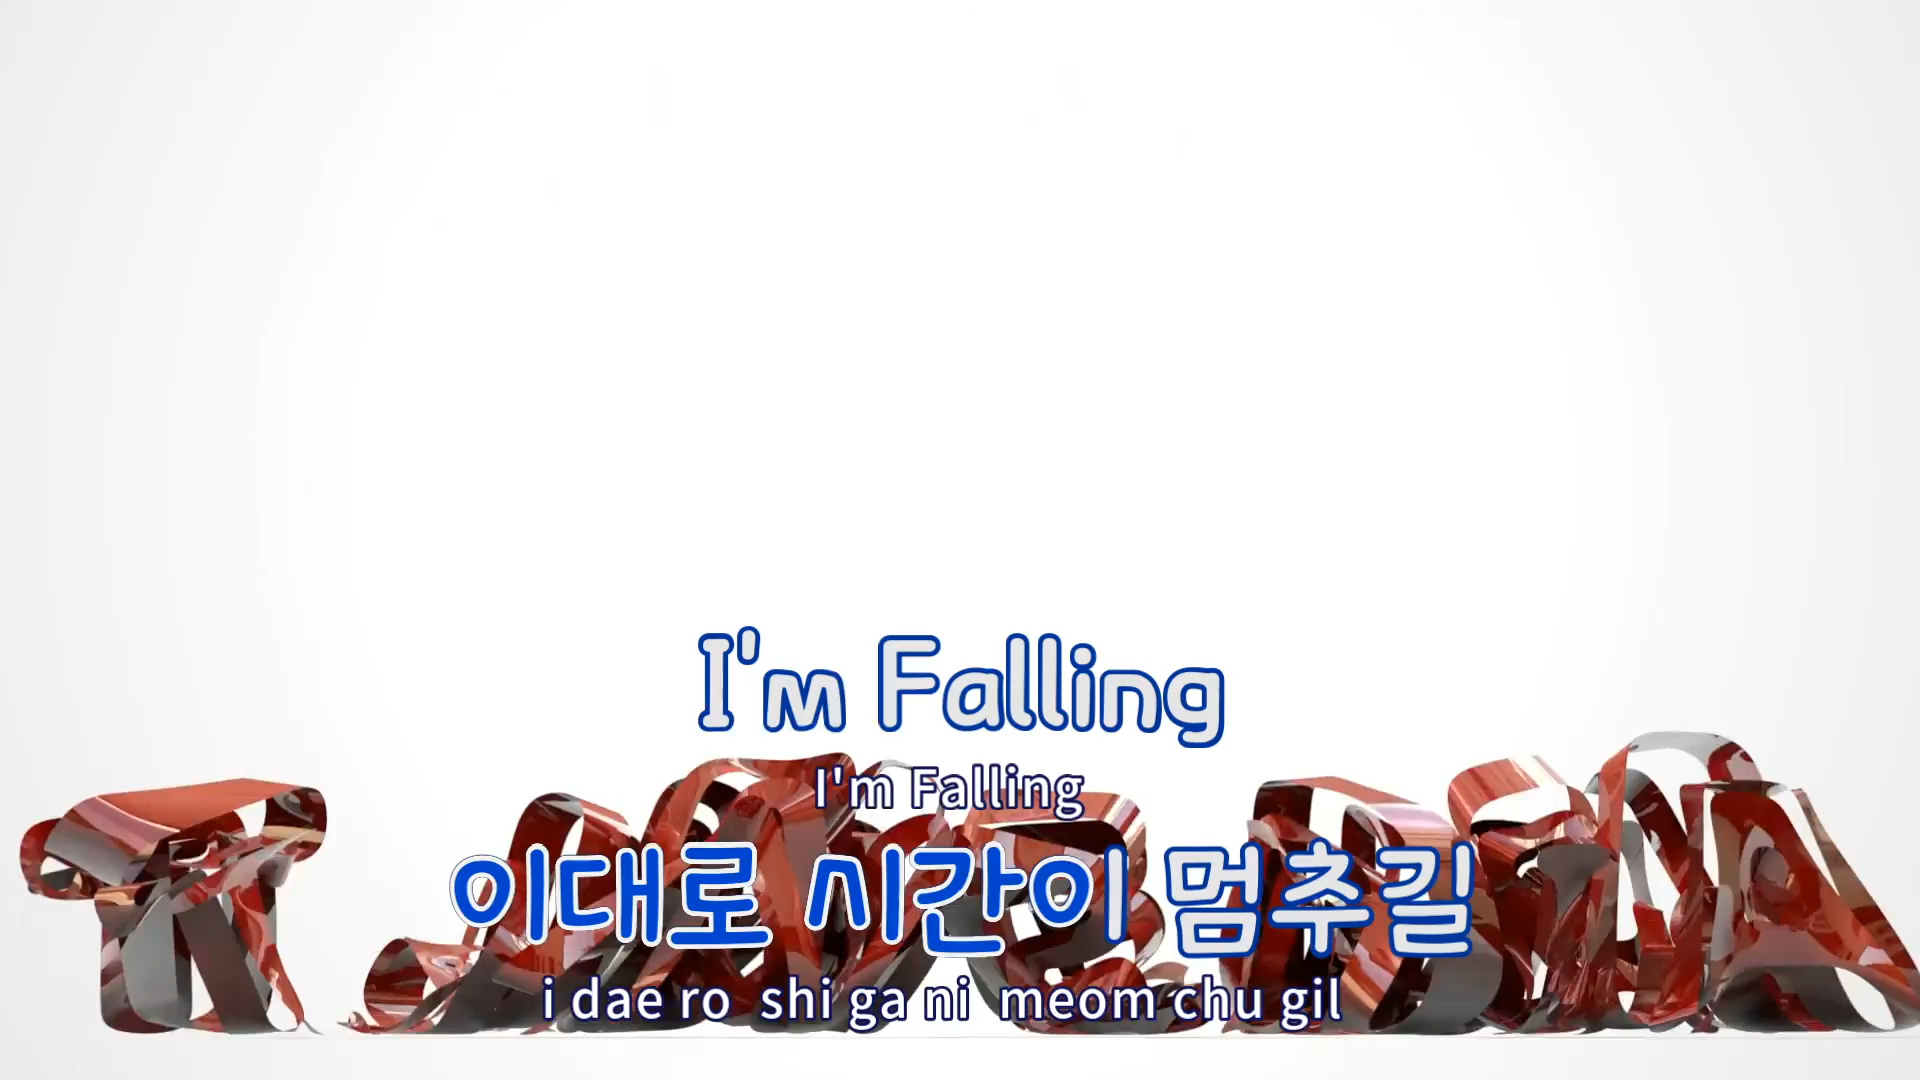 I'm Falling
I'm Falling
이대로 시간이 멈추길
i dae ro shi ga ni meom chu gil